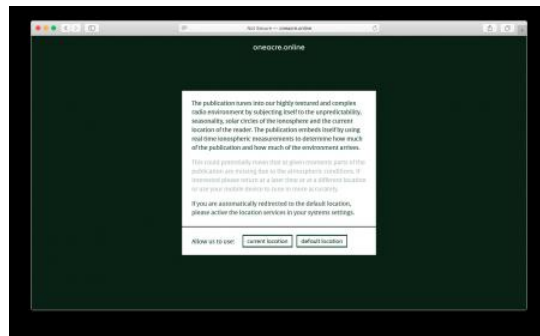 Not Secure — oneacre.online
oneacre.online
The publication tunes into our highly textured and complex
radio environment by subjecting itself to the unpredictability,
seasonality, solar circles of the ionosphere and the current
location of the reader. The publication embeds itself by using
real time ionospheric measurements to determine how much
of the publication and how much of the environment arrives.
This could potentially mean that at given moments parts of the
publication are missing due to the atmospheric conditions. If
interested please return at a later time or at a different location
or use your mobile device to tune in more accurately.
If you are automatically redirected to the default location,
please active the location services in your systems settings.
Allow us to use: current location default location